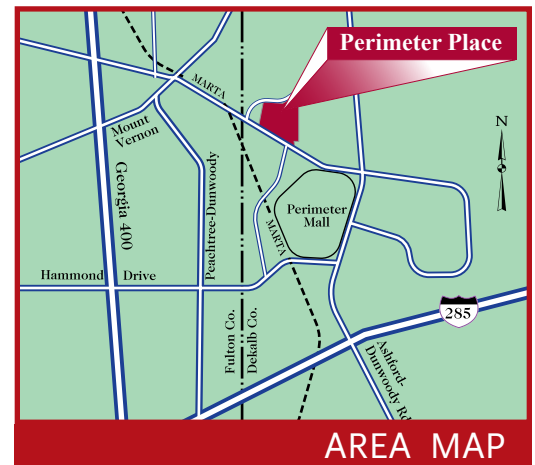 Perimeter Place
MARTA
N
Mount
Vernon
Georgia 400
Peachtree-Dunwoody
Perimeter
Mall
MARTA
Hammond Drive
285
Fulton Co.
Dekalb Co.
Ashford-
Dunwoody Rd
AREA MAP